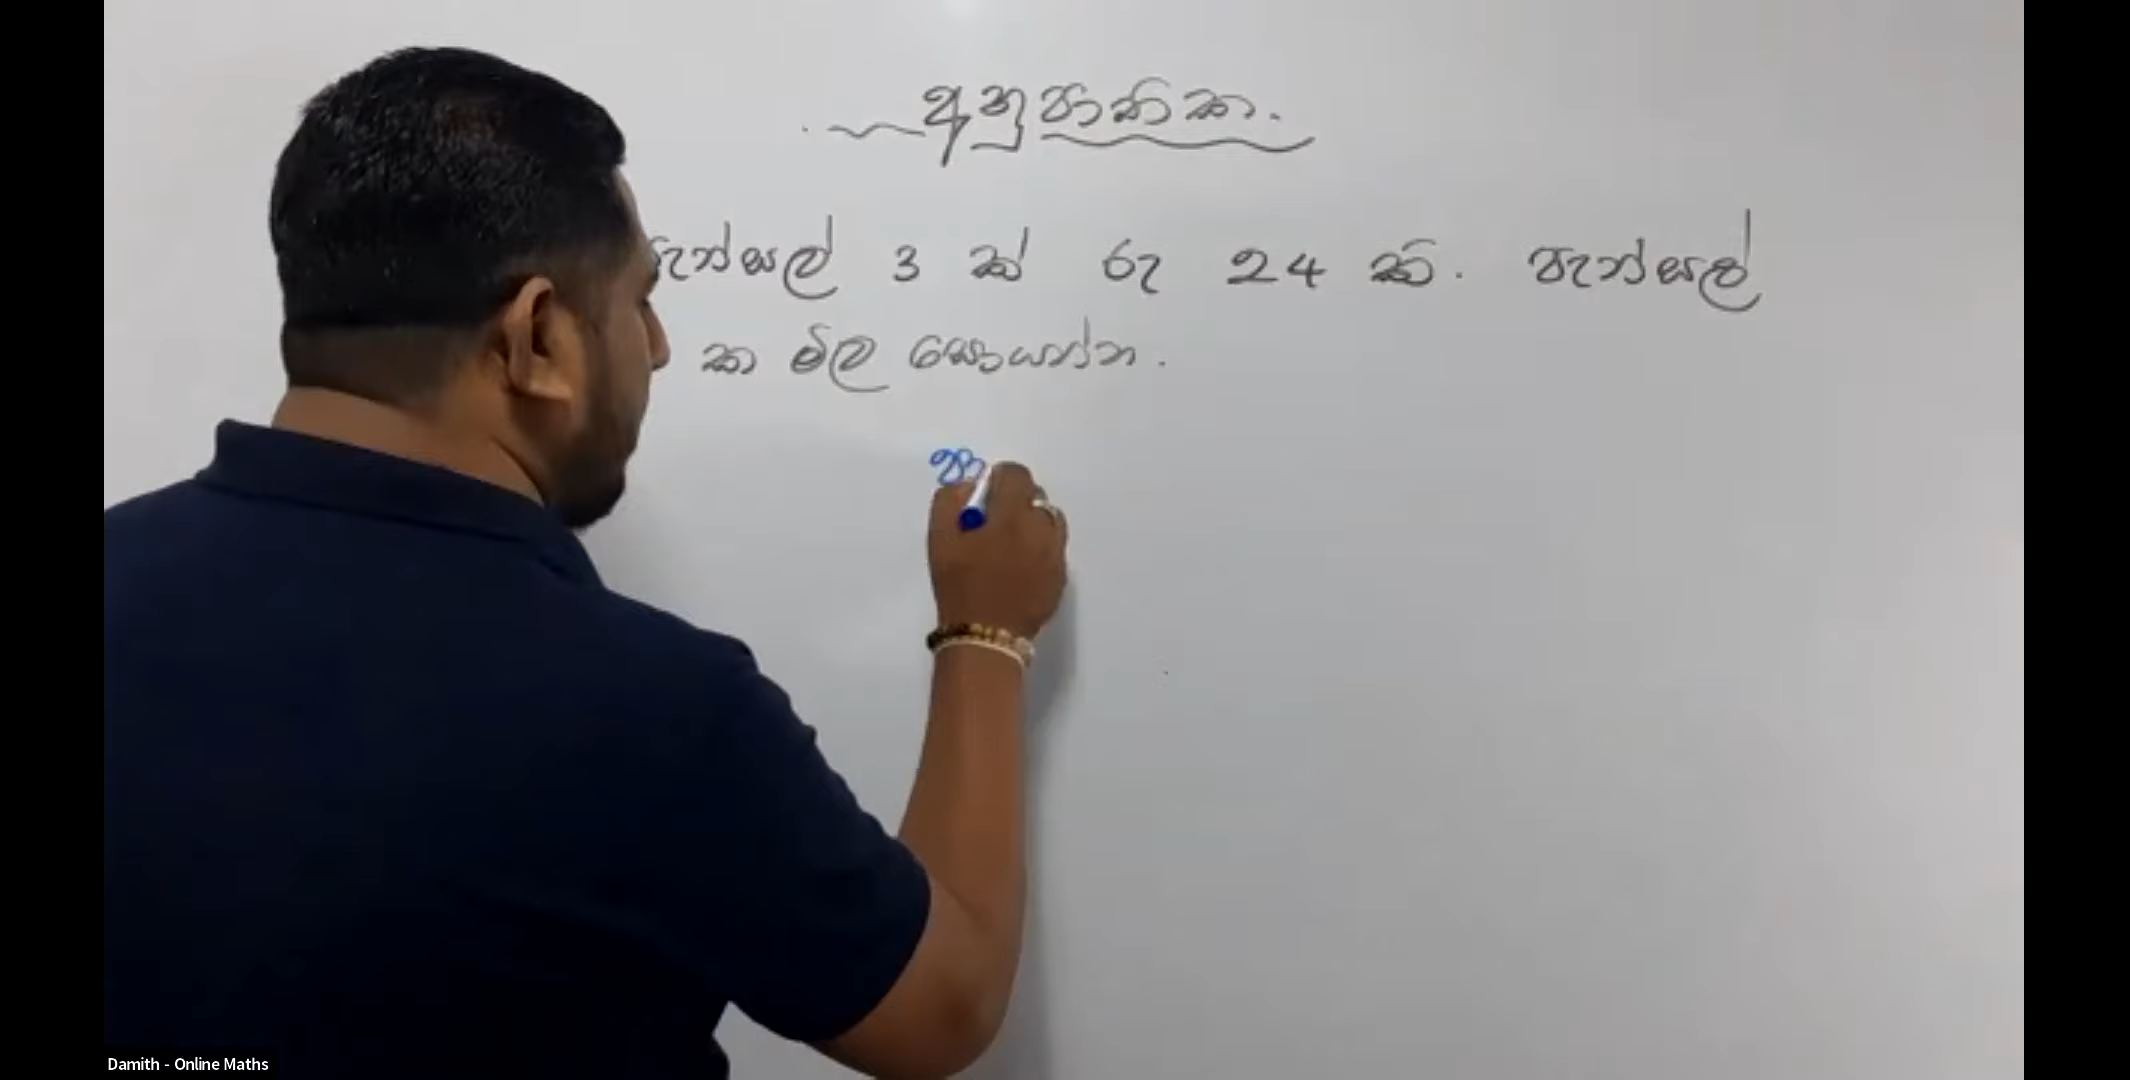 අනුපාතික.
පැන්සල් 3 ක් රු 24 කි. පැන්සල්
ක මිල සොයන්න.
Damith - Online Maths